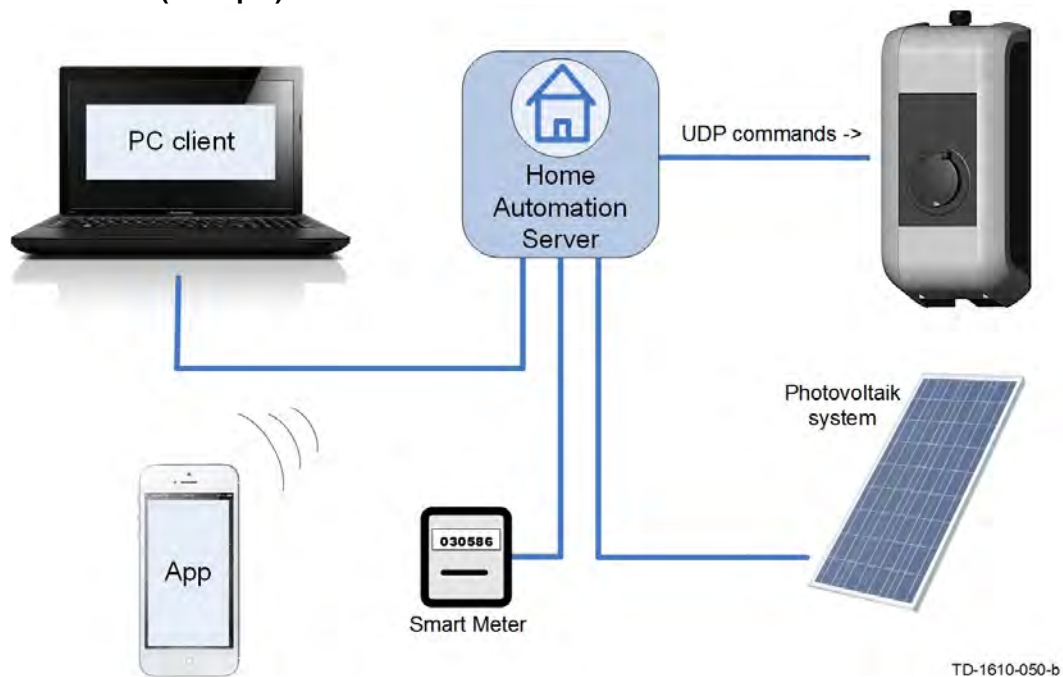 PC client
Home
Automation
Server
UDP commands ->
Photovoltaik
system
App
030586
Smart Meter
TD-1610-050-b